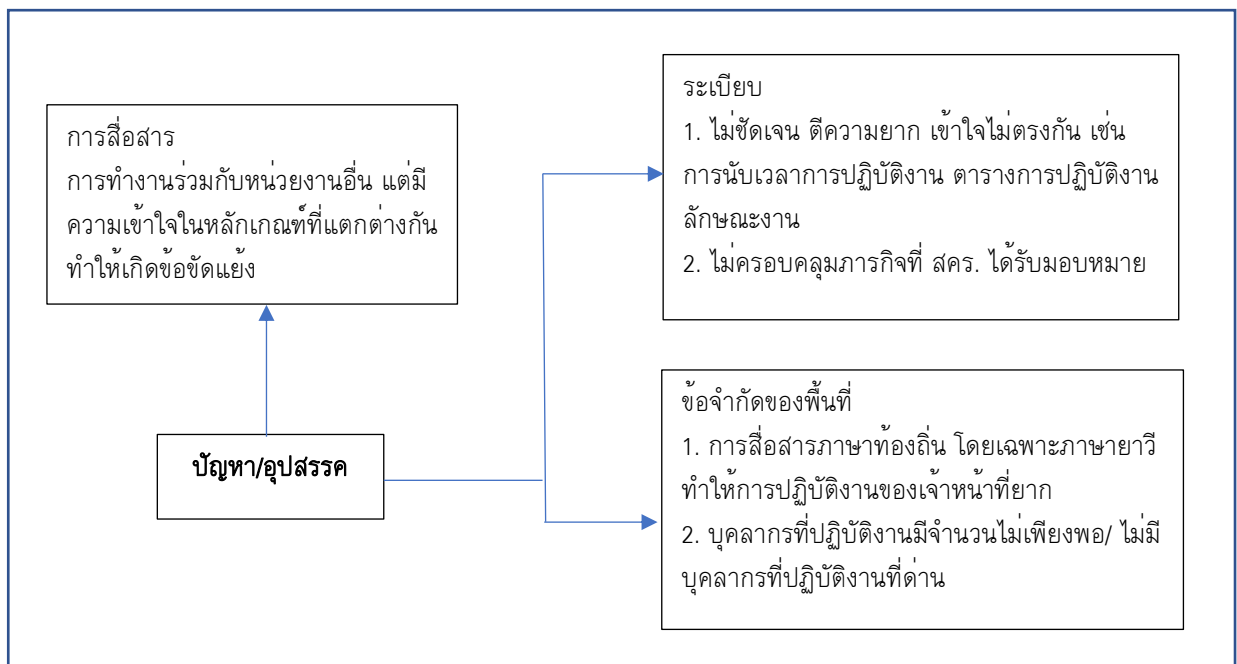 การสื่อสาร
การทำงานร่วมกับหน่วยงานอื่น แต่มี
ความเข้าใจในหลักเกณฑ์ที่แตกต่างกัน
ทำให้เกิดข้อขัดแย้ง
ปัญหา/อุปสรรค
ระเบียบ
1. ไม่ชัดเจน ตีความยาก เข้าใจไม่ตรงกัน เช่น
การนับเวลาการปฏิบัติงาน ตารางการปฏิบัติงาน
ลักษณะงาน
2. ไม่ครอบคลุมภารกิจที่ สคร. ได้รับมอบหมาย
ข้อจำกัดของพื้นที่
1. การสื่อสารภาษาท้องถิ่น โดยเฉพาะภาษายาวี
ทำให้การปฏิบัติงานของเจ้าหน้าที่ยาก
2. บุคลากรที่ปฏิบัติงานมีจำนวนไม่เพียงพอ/ ไม่มี
บุคลากรที่ปฏิบัติงานที่ด่าน